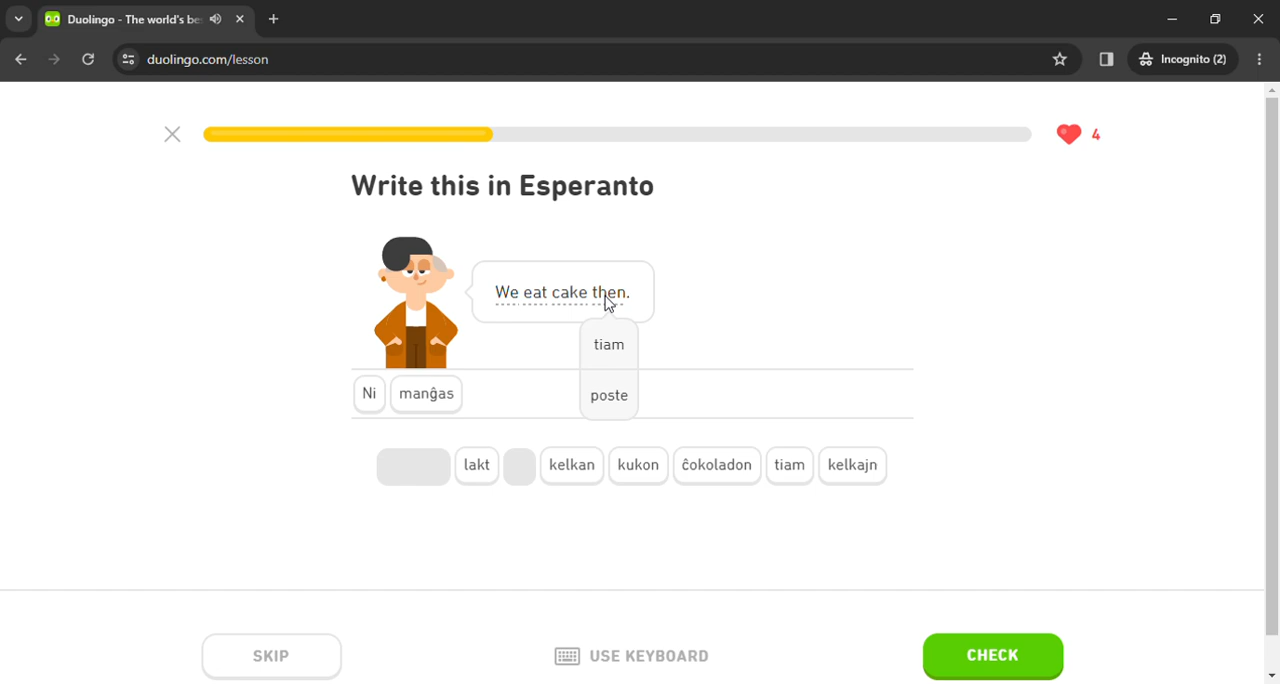 Duolingo - The world's be
duolingo.com/lesson
Incognito (2)
4
Write this in Esperanto
We eat cake then.
tiam
poste
Ni manĝas
lakt kelkan kukon ĉokoladon tiam kelkajn
SKIP USE KEYBOARD CHECK